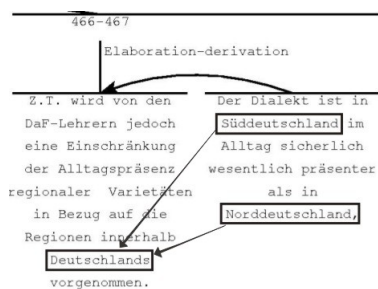 466-467
Elaboration-derivation
Z.T. wird von den
DaF-Lehrern jedoch
eine Einschränkung
der Alltagspräsenz
regionaler Varietäten
in Bezug auf die
Regionen innerhalb
Deutschlands
vorgenommen.
Der Dialekt ist in
Süddeutschland im
Alltag sicherlich
wesentlich präsenter
als in
Norddeutschland,